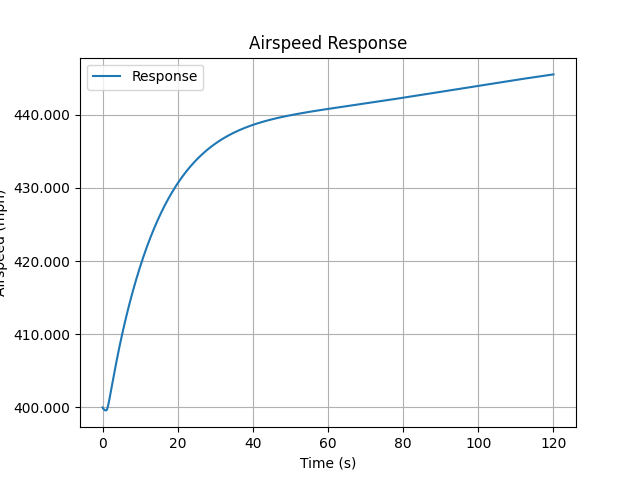 Airspeed Response
Response
440.000
430.000
420.000
410.000
400.000
Airspeed (mph)
0 20 40 60 80 100 120
Time (s)